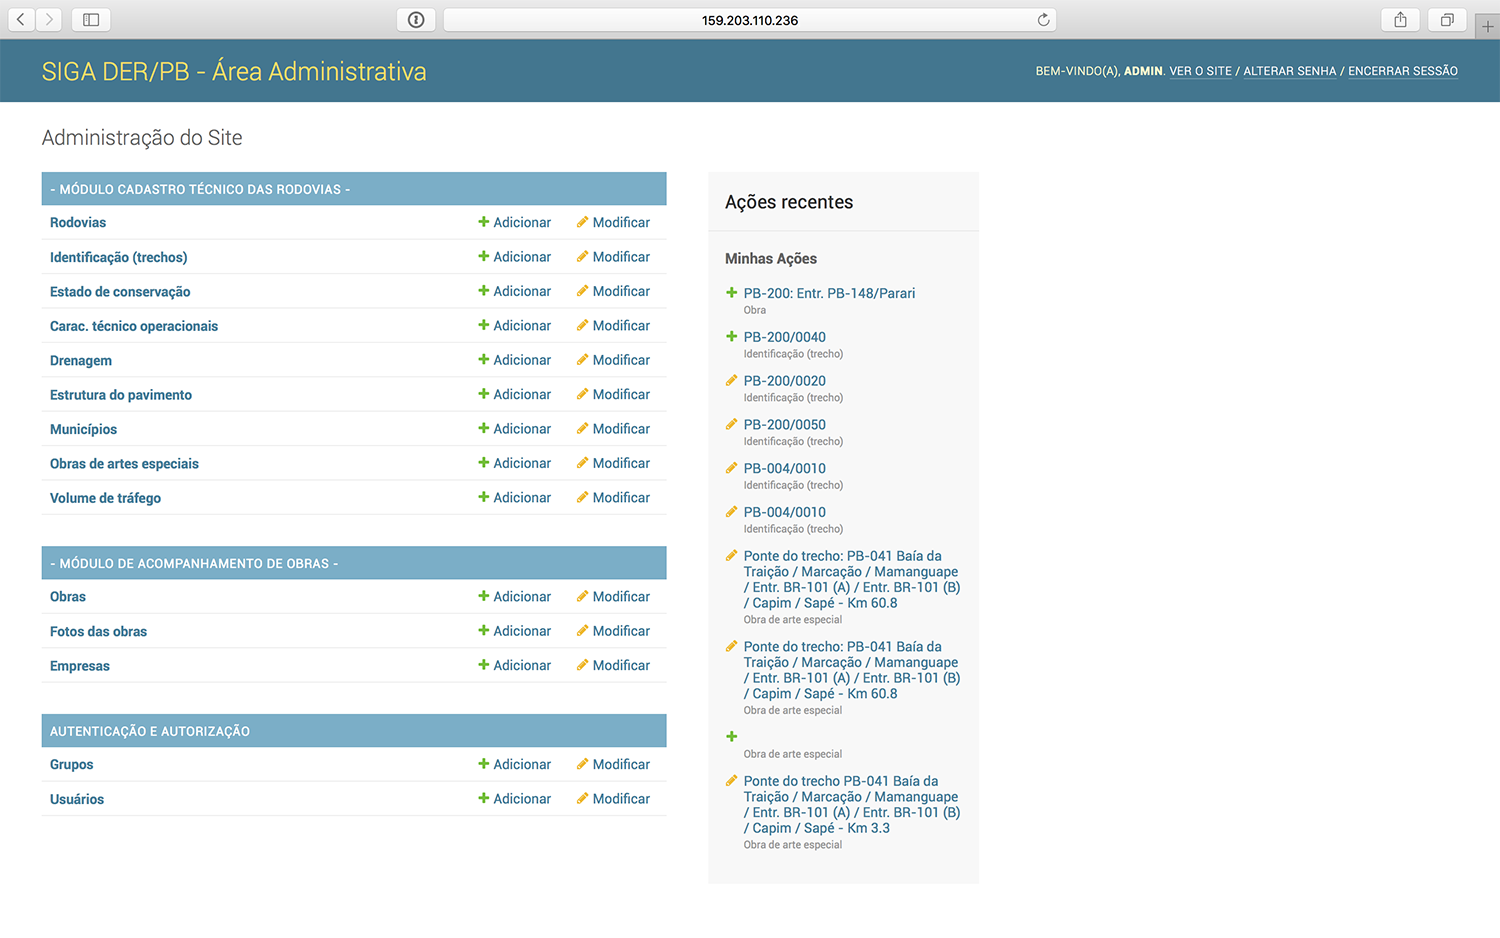 159.203.110.236
SIGA DER/PB - Área Administrativa
BEM-VINDO(A), ADMIN. VER O SITE / ALTERAR SENHA / ENCERRAR SESSÃO
Administração do Site
- MÓDULO CADASTRO TÉCNICO DAS RODOVIAS -
Rodovias Adicionar Modificar
Identificação (trechos) Adicionar Modificar
Estado de conservação Adicionar Modificar
Carac. técnico operacionais Adicionar Modificar
Drenagem Adicionar Modificar
Estrutura do pavimento Adicionar Modificar
Municípios Adicionar Modificar
Obras de artes especiais Adicionar Modificar
Volume de tráfego Adicionar Modificar
- MÓDULO DE ACOMPANHAMENTO DE OBRAS -
Obras Adicionar Modificar
Fotos das obras Adicionar Modificar
Empresas Adicionar Modificar
AUTENTICAÇÃO E AUTORIZAÇÃO
Grupos Adicionar Modificar
Usuários Adicionar Modificar
Ações recentes
Minhas Ações
PB-200: Entr. PB-148/Parari
Obra
PB-200/0040
Identificação (trecho)
PB-200/0020
Identificação (trecho)
PB-200/0050
Identificação (trecho)
PB-004/0010
Identificação (trecho)
PB-004/0010
Identificação (trecho)
Ponte do trecho: PB-041 Baía da
Traição / Marcação / Mamanguape
/ Entr. BR-101 (A) / Entr. BR-101 (B)
/ Capim / Sapé - Km 60.8
Obra de arte especial
Ponte do trecho: PB-041 Baía da
Traição / Marcação / Mamanguape
/ Entr. BR-101 (A) / Entr. BR-101 (B)
/ Capim / Sapé - Km 60.8
Obra de arte especial
Obra de arte especial
Ponte do trecho PB-041 Baía da
Traição / Marcação / Mamanguape
/ Entr. BR-101 (A) / Entr. BR-101 (B)
/ Capim / Sapé - Km 3.3
Obra de arte especial